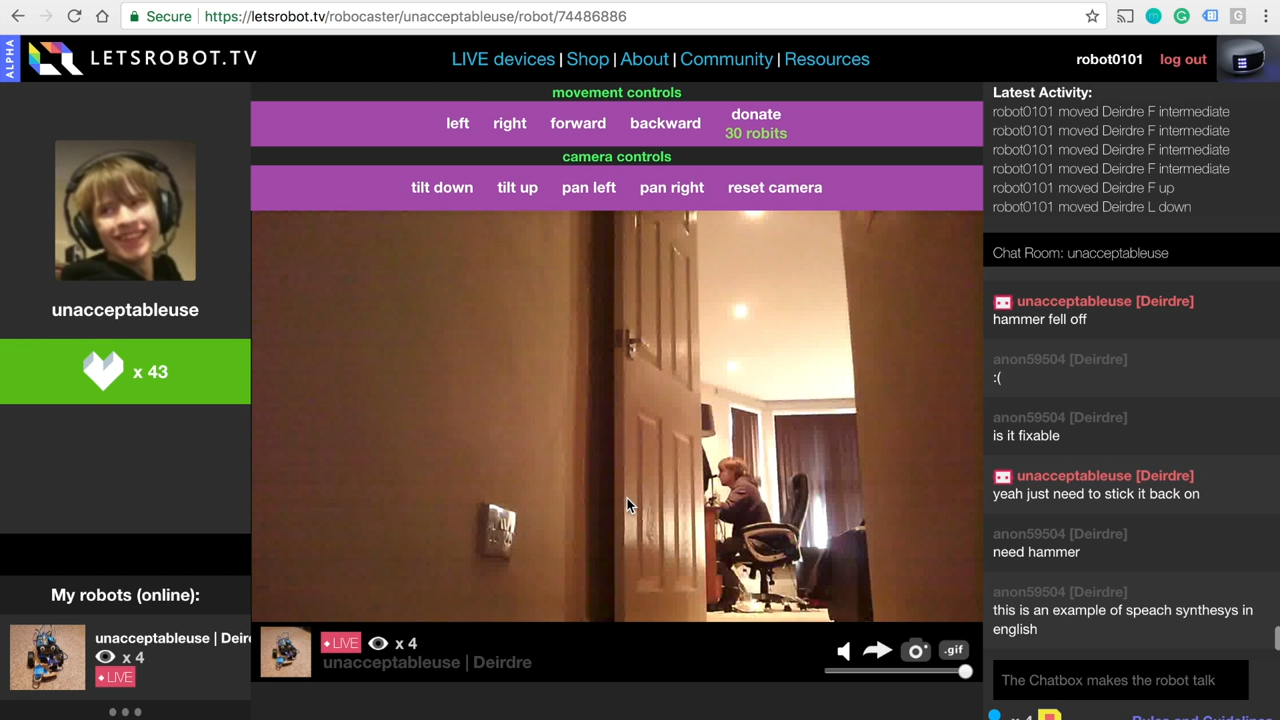 Secure
https://letsrobot.tv/robocaster/unacceptableuse/robot/74486886
ALPHA
LETSROBOT.TV
LIVE devices | Shop | About | Community | Resources
robot0101 log out
unacceptableuse
x 43
My robots (online):
unacceptableuse | Deir
x 4
LIVE
movement controls
left right forward backward donate
30 robits
camera controls
tilt down tilt up pan left pan right reset camera
LIVE x 4
unacceptableuse | Deirdre
.gif
Latest Activity:
robot0101 moved Deirdre F intermediate
robot0101 moved Deirdre F intermediate
robot0101 moved Deirdre F intermediate
robot0101 moved Deirdre F intermediate
robot0101 moved Deirdre F up
robot0101 moved Deirdre L down
Chat Room: unacceptableuse
unacceptableuse [Deirdre]
hammer fell off
anon59504 [Deirdre]
:(
anon59504 [Deirdre]
is it fixable
unacceptableuse [Deirdre]
yeah just need to stick it back on
anon59504 [Deirdre]
need hammer
anon59504 [Deirdre]
this is an example of speach synthesys in
english
The Chatbox makes the robot talk
x 4
Rules and Guidelines